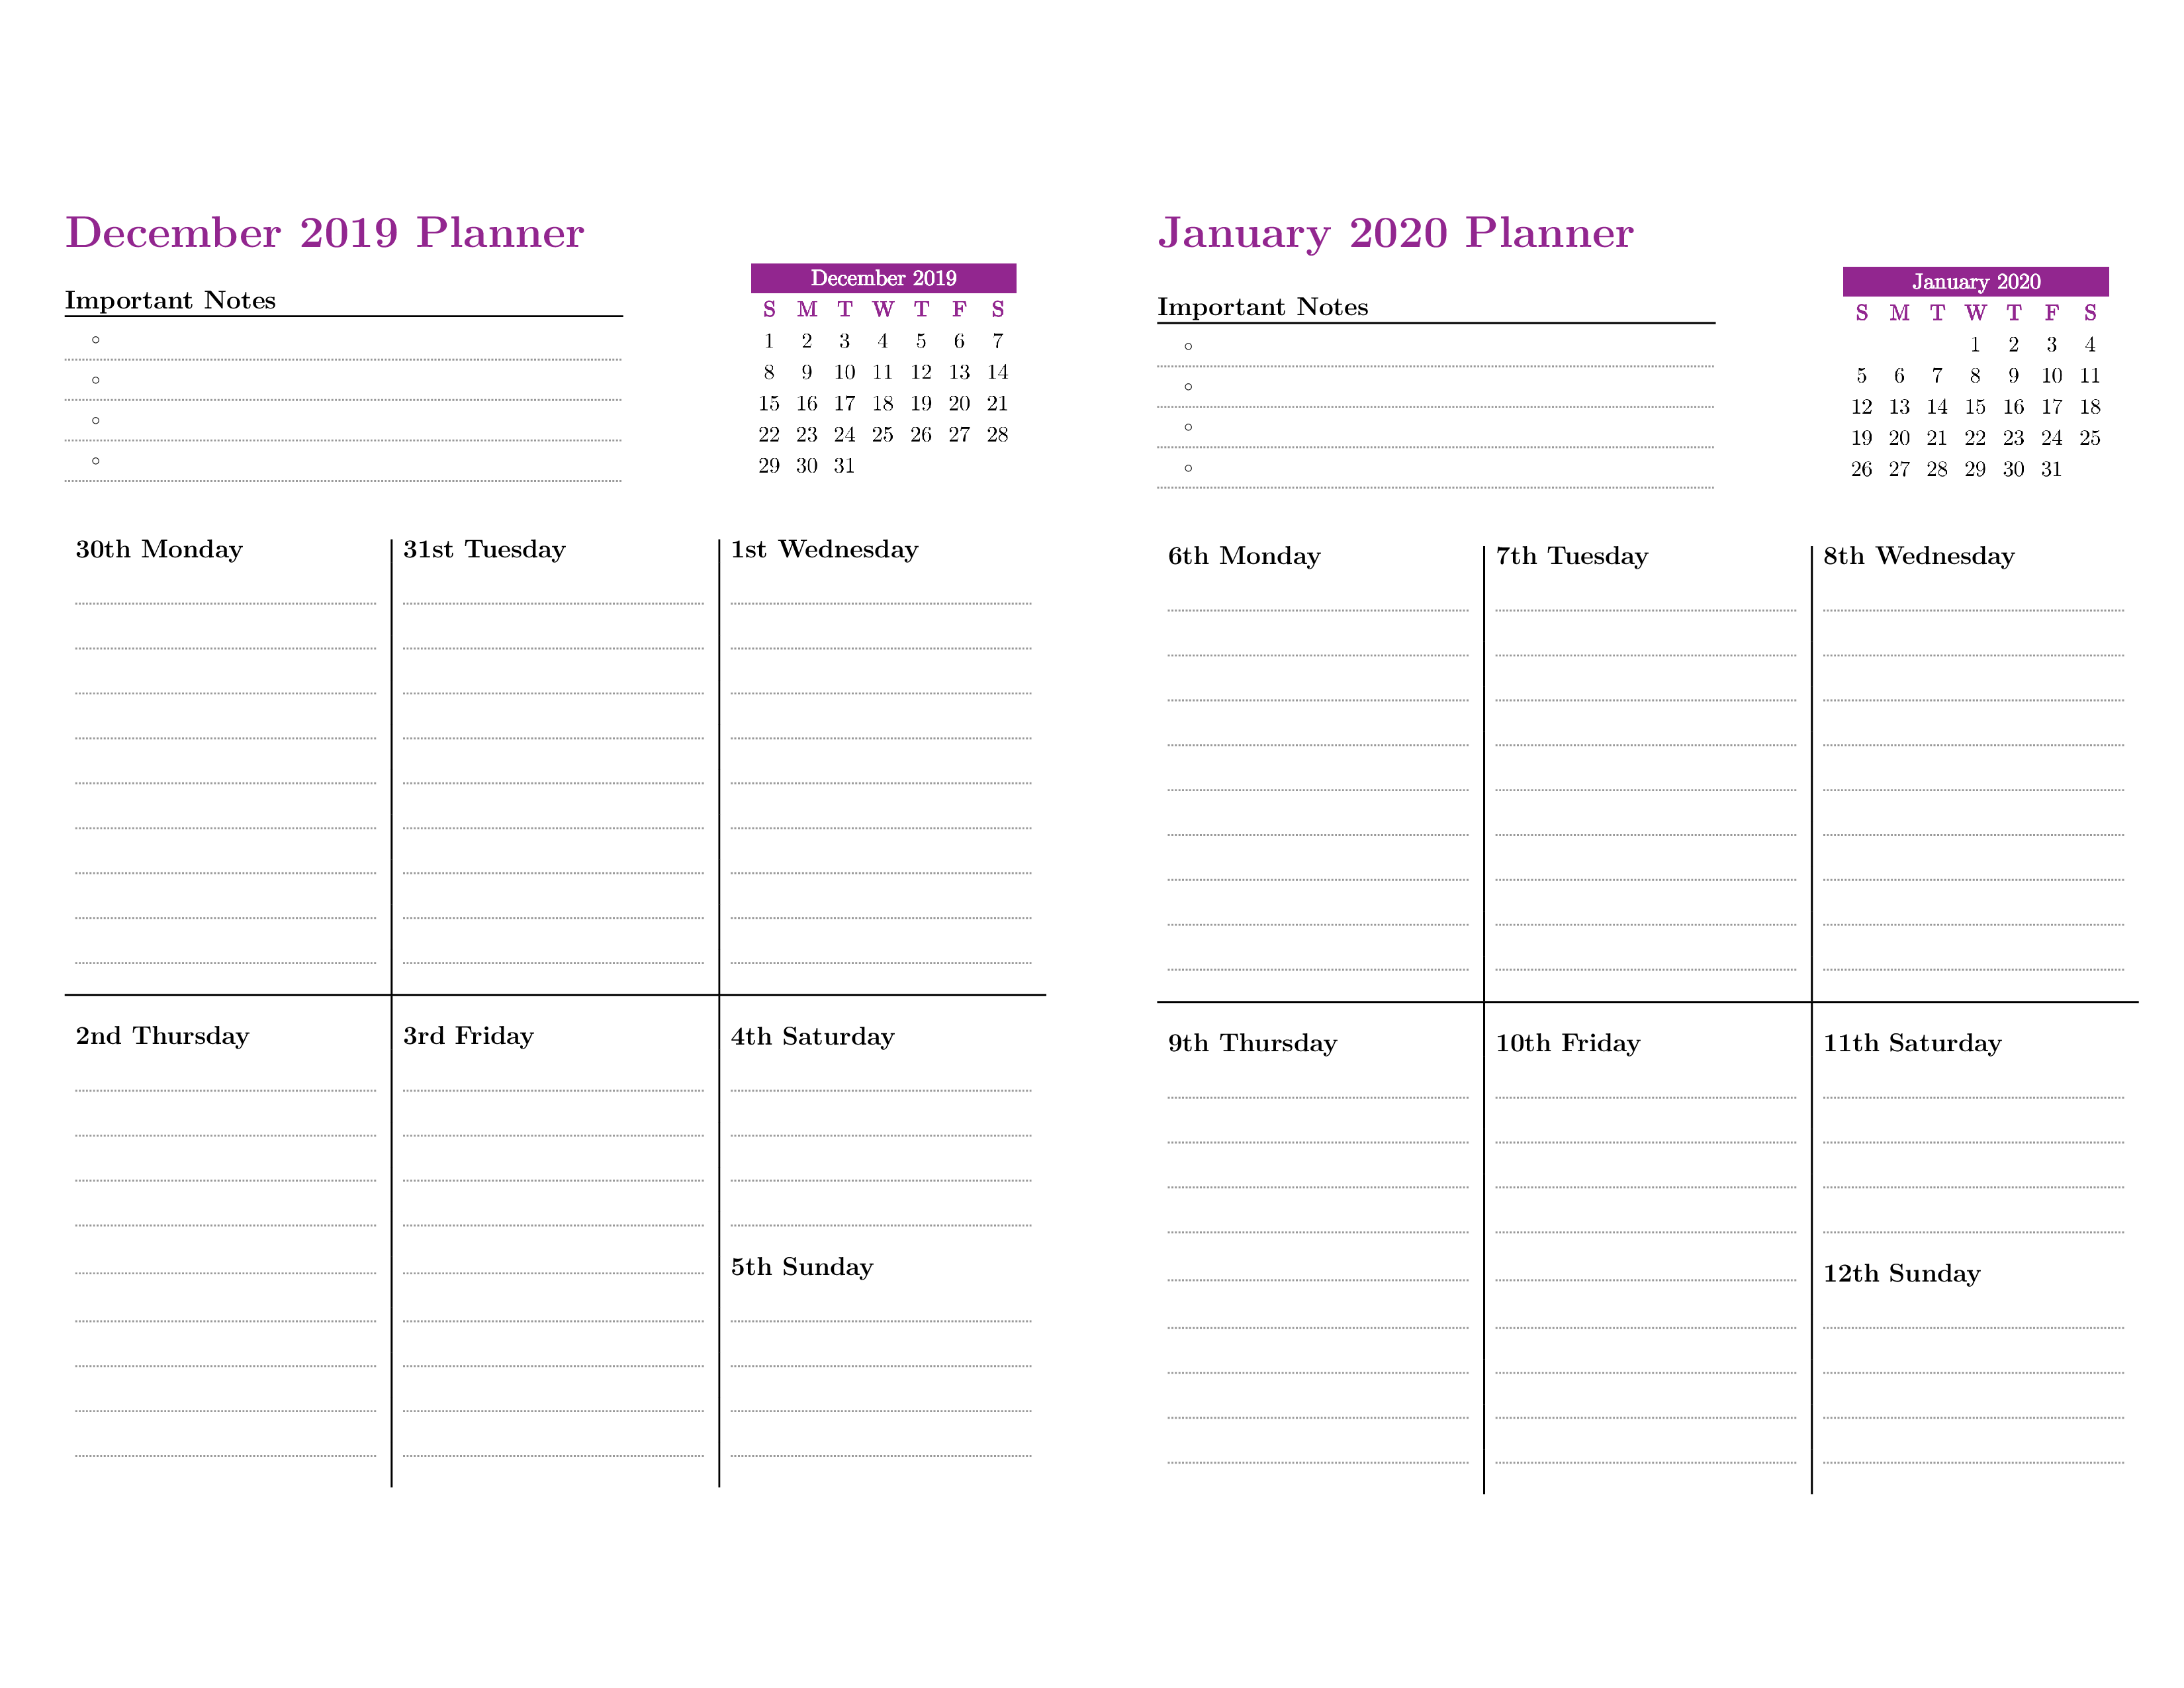 December 2019 Planner
Important Notes
December 2019
S M T W T F S
1 2 3 4 5 6 7
8 9 10 11 12 13 14
15 16 17 18 19 20 21
22 23 24 25 26 27 28
29 30 31
30th Monday
31st Tuesday
1st Wednesday
2nd Thursday
3rd Friday
4th Saturday
5th Sunday
January 2020 Planner
Important Notes
January 2020
S M T W T F S
1 2 3 4
5 6 7 8 9 10 11
12 13 14 15 16 17 18
19 20 21 22 23 24 25
26 27 28 29 30 31
6th Monday
7th Tuesday
8th Wednesday
9th Thursday
10th Friday
11th Saturday
12th Sunday